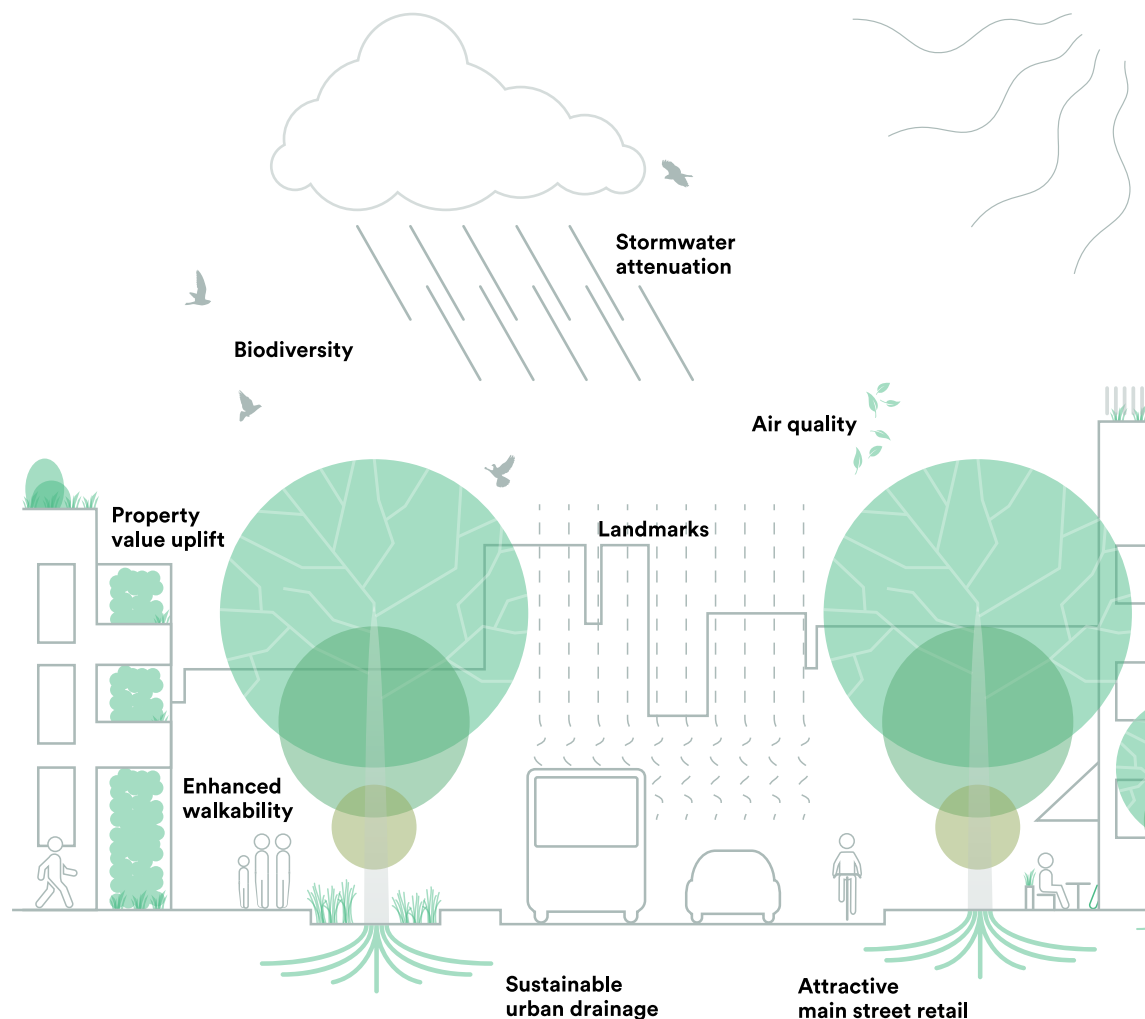 Stormwater
attenuation
Biodiversity
Air quality
Property
value uplift
Landmarks
Enhanced
walkability
Sustainable
urban drainage
Attractive
main street retail